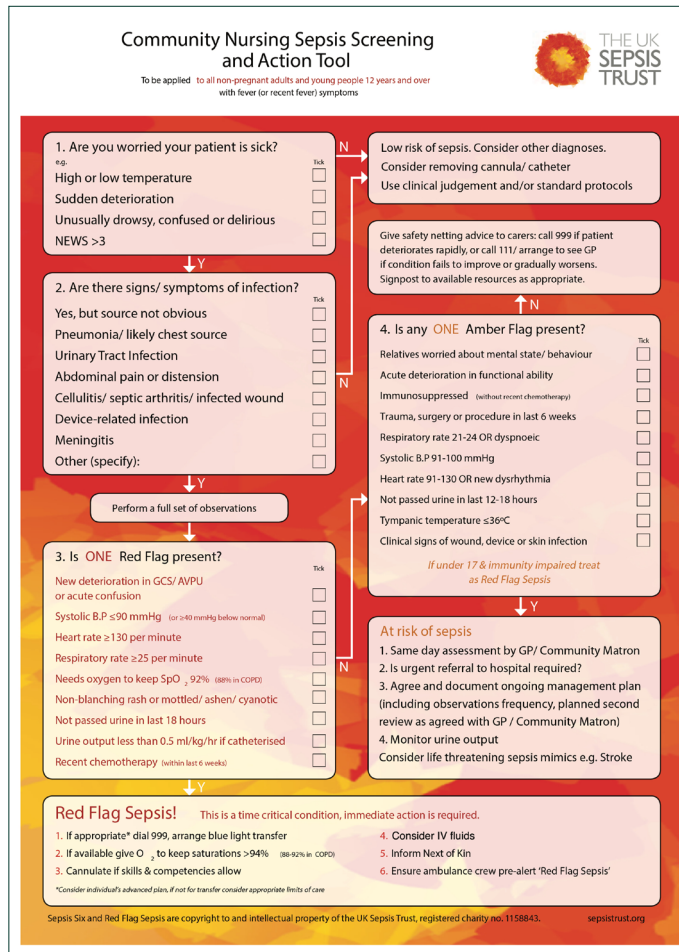 Community Nursing Sepsis Screening
and Action Tool
To be applied to all non-pregnant adults and young people 12 years and over
with fever (or recent fever) symptoms
THE UK
SEPSIS
TRUST
1. Are you worried your patient is sick?
e.g.
Tick
High or low temperature
Sudden deterioration
Unusually drowsy, confused or delirious
NEWS >3
N
Y
Low risk of sepsis. Consider other diagnoses.
Consider removing cannula/ catheter
Use clinical judgement and/or standard protocols
2. Are there signs/ symptoms of infection?
Tick
Yes, but source not obvious
Pneumonia/ likely chest source
Urinary Tract Infection
Abdominal pain or distension
Cellulitis/ septic arthritis/ infected wound
Device-related infection
Meningitis
Other (specify):
N
Y
Perform a full set of observations
3. Is ONE Red Flag present?
Tick
New deterioration in GCS/ AVPU
or acute confusion
Systolic B.P ≤90 mmHg (or ≥40 mmHg below normal)
Heart rate ≥130 per minute
Respiratory rate ≥25 per minute
Needs oxygen to keep SpO 2 92% (88% in COPD)
Non-blanching rash or mottled/ ashen/ cyanotic
Not passed urine in last 18 hours
Urine output less than 0.5 ml/kg/hr if catheterised
Recent chemotherapy (within last 6 weeks)
N
Y
Give safety netting advice to carers: call 999 if patient
deteriorates rapidly, or call 111/ arrange to see GP
if condition fails to improve or gradually worsens.
Signpost to available resources as appropriate.
N
4. Is any ONE Amber Flag present?
Tick
Relatives worried about mental state/ behaviour
Acute deterioration in functional ability
Immunosuppressed (without recent chemotherapy)
Trauma, surgery or procedure in last 6 weeks
Respiratory rate 21-24 OR dyspnoeic
Systolic B.P 91-100 mmHg
Heart rate 91-130 OR new dysrhythmia
Not passed urine in last 12-18 hours
Tympanic temperature ≤36ºC
Clinical signs of wound, device or skin infection
If under 17 & immunity impaired treat
as Red Flag Sepsis
Y
At risk of sepsis
1. Same day assessment by GP/ Community Matron
2. Is urgent referral to hospital required?
3. Agree and document ongoing management plan
(including observations frequency, planned second
review as agreed with GP / Community Matron)
4. Monitor urine output
Consider life threatening sepsis mimics e.g. Stroke
Red Flag Sepsis! This is a time critical condition, immediate action is required.
1. If appropriate* dial 999, arrange blue light transfer
2. If available give O 2 to keep saturations >94% (88-92% in COPD)
3. Cannulate if skills & competencies allow
4. Consider IV fluids
5. Inform Next of Kin
6. Ensure ambulance crew pre-alert 'Red Flag Sepsis'
*Consider individual's advanced plan, if not for transfer consider appropriate limits of care
Sepsis Six and Red Flag Sepsis are copyright to and intellectual property of the UK Sepsis Trust, registered charity no. 1158843. sepsistrust.org